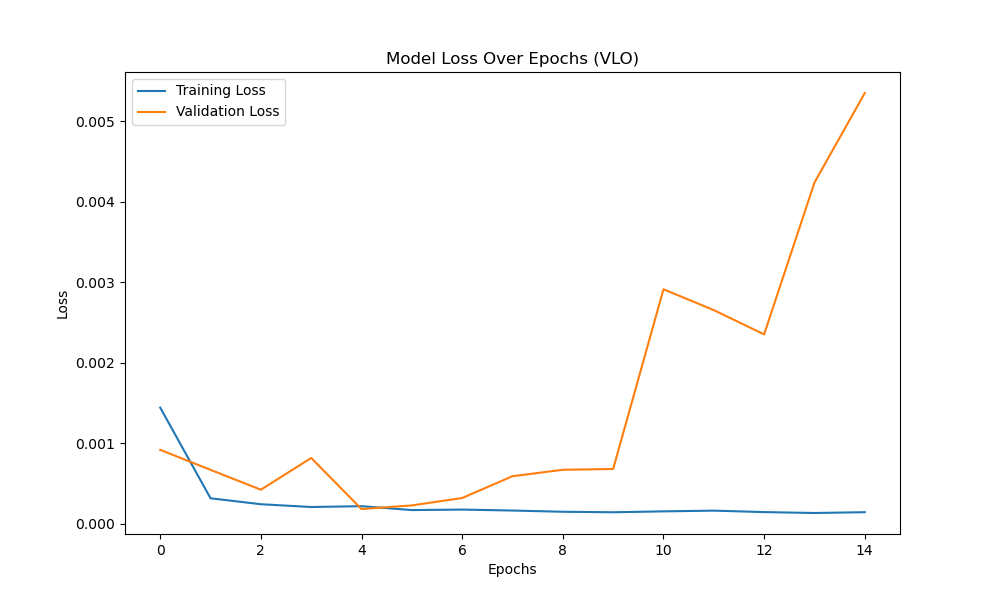 Model Loss Over Epochs (VLO)
Training Loss
Validation Loss
0.005
0.004
0.003
0.002
0.001
0.000
Loss
0 2 4 6 8 10 12 14
Epochs